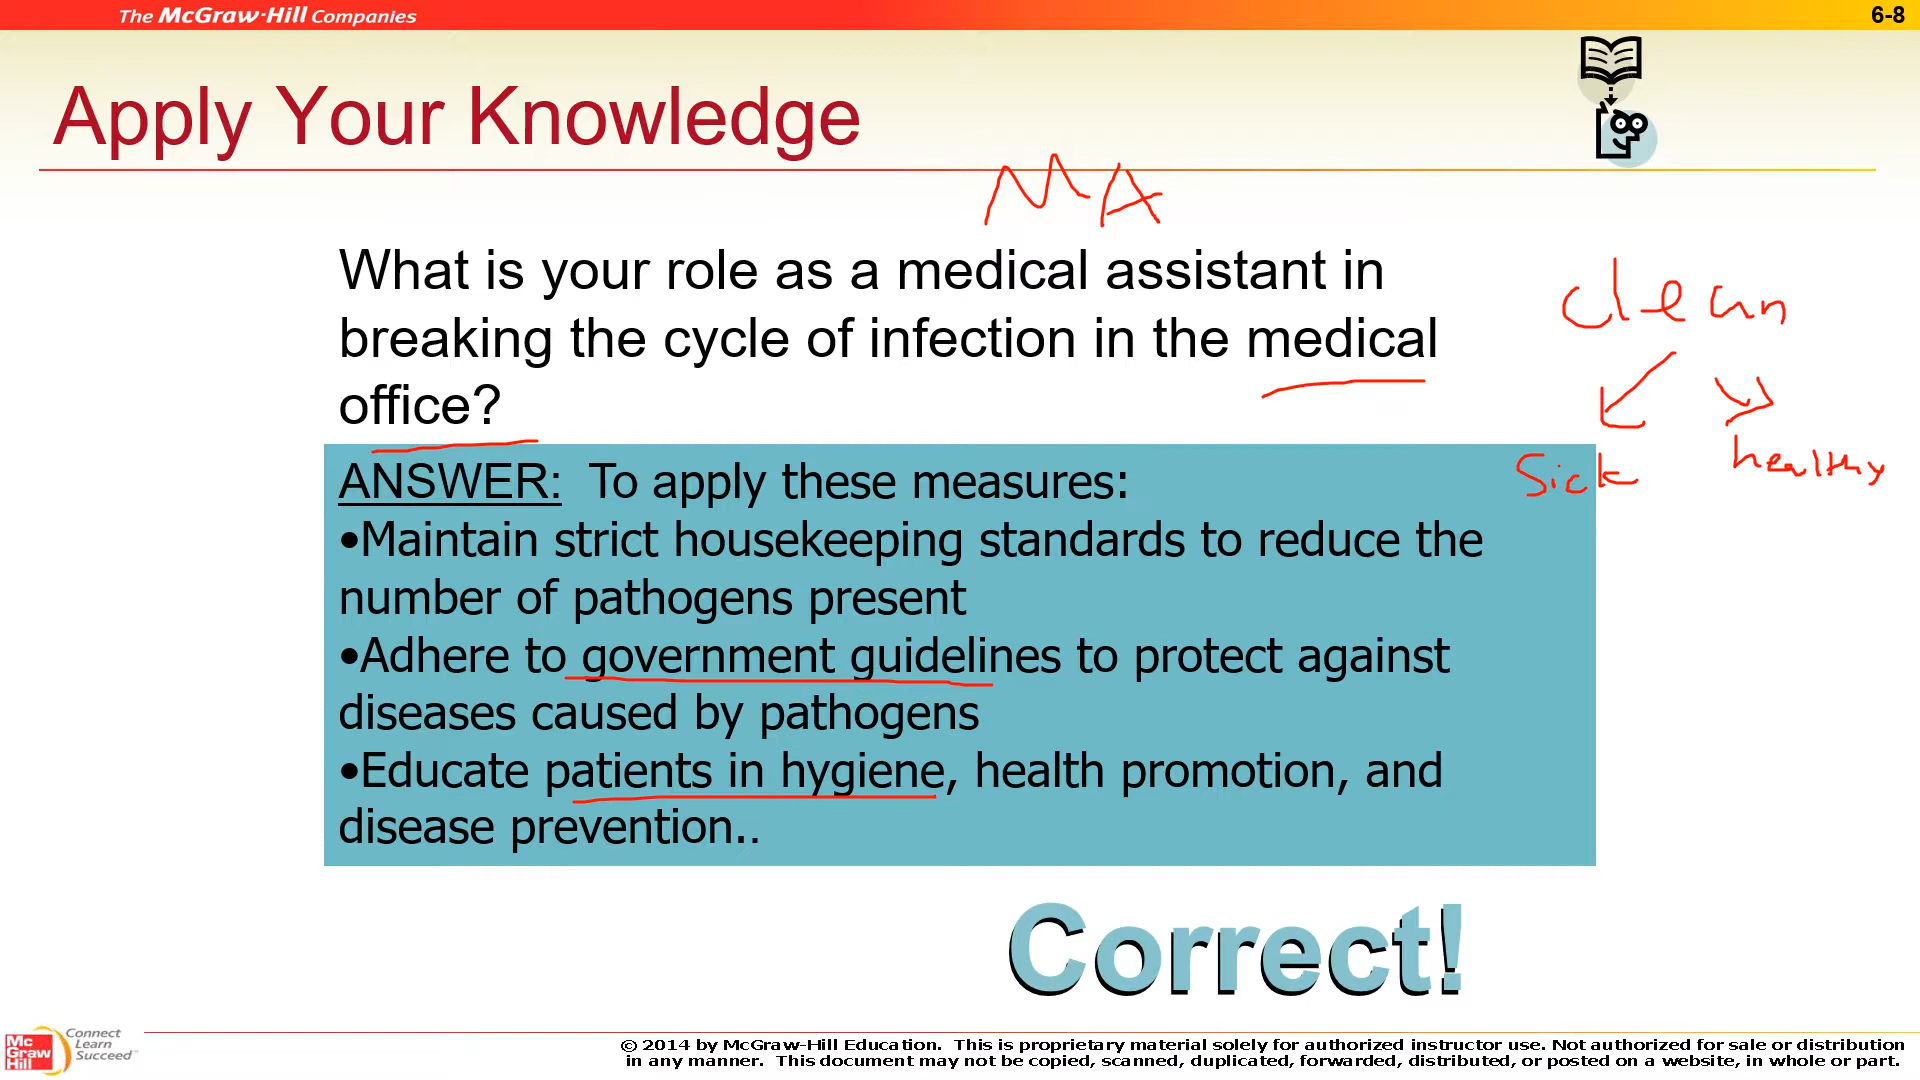 The McGraw-Hill Companies
6-8
Apply Your Knowledge
MA
What is your role as a medical assistant in
breaking the cycle of infection in the medical
office?
clean
sick
healthy
ANSWER: To apply these measures:
•Maintain strict housekeeping standards to reduce the
number of pathogens present
•Adhere to government guidelines to protect against
diseases caused by pathogens
•Educate patients in hygiene, health promotion, and
disease prevention..
Correct!
Mc
Graw
Hill
Connect
Learn
Succeed™
© 2014 by McGraw-Hill Education. This is proprietary material solely for authorized instructor use. Not authorized for sale or distribution
in any manner. This document may not be copied, scanned, duplicated, forwarded, distributed, or posted on a website, in whole or part.